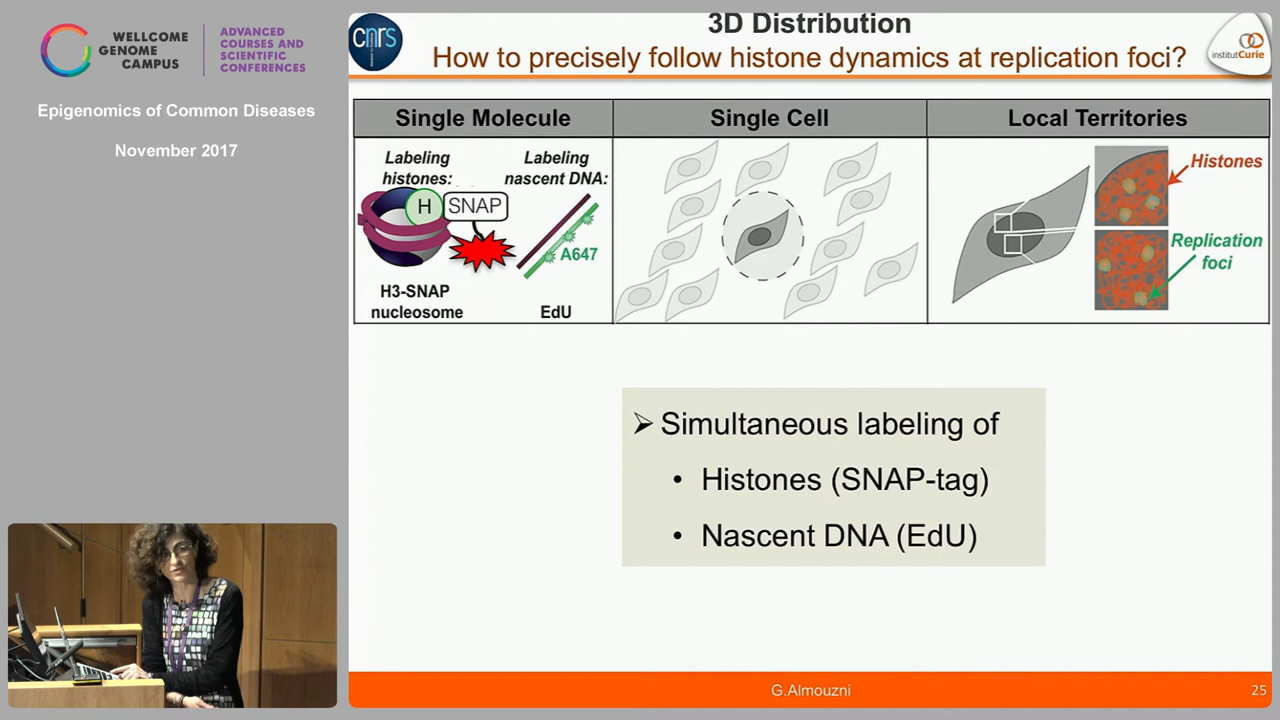 WELLCOME
GENOME
CAMPUS
ADVANCED
COURSES AND
SCIENTIFIC
CONFERENCES
Epigenomics of Common Diseases
November 2017
cnrs
3D Distribution
How to precisely follow histone dynamics at replication foci?
institutCurie
Single Molecule
Single Cell
Local Territories
Labeling
histones:
Labeling
nascent DNA:
H
SNAP
A647
H3-SNAP
nucleosome
EdU
Histones
Replication
foci
➢ Simultaneous labeling of
• Histones (SNAP-tag)
• Nascent DNA (EdU)
G.Almouzni
25